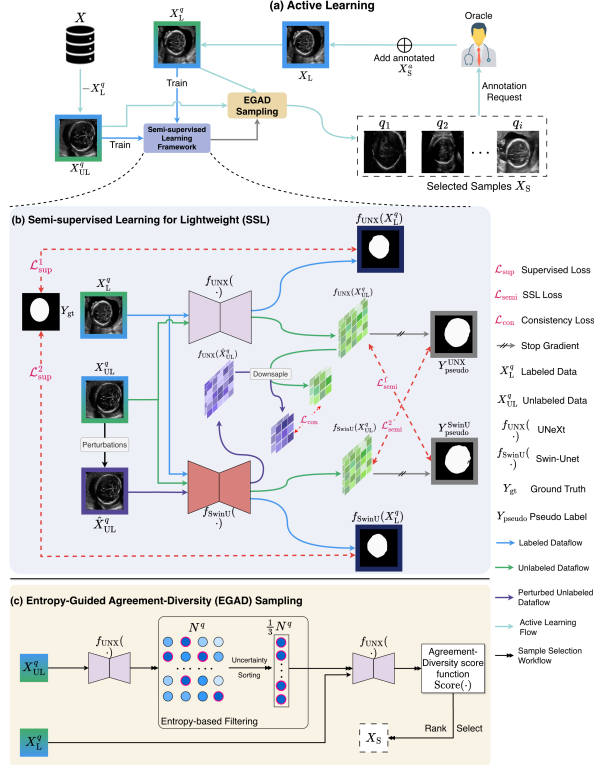 (a) Active Learning
X
X_L^q
Oracle
Add annotated
X_S^a
X_L
Annotation
Request
−X_L^q
Train
EGAD
Sampling
Semi-supervised
Learning
Framework
Train
X_UL^q
q_1 q_2 q_i
Selected Samples X_S
(b) Semi-supervised Learning for Lightweight (SSL)
f_UNX(X_L^q)
ℒ_sup^1
X_L^q
f_UNX(·)
Y_gt
f_UNX(X_UL^q)
f_UNX(X̂_UL^q)
Downsaple
ℒ_sup^2
X_UL^q
Y_pseudo^UNX
ℒ_semi^1
ℒ_con
ℒ_semi^2
Perturbations
f_SwinU(X_UL^q)
Y_pseudo^SwinU
X̂_UL^q
f_SwinU(·)
f_SwinU(X_L^q)
ℒ_sup Supervised Loss
ℒ_semi SSL Loss
ℒ_con Consistency Loss
Stop Gradient
X_L^q Labeled Data
X_UL^q Unlabeled Data
f_UNX(·) UNeXt
f_SwinU(·) Swin-Unet
Y_gt Ground Truth
Y_pseudo Pseudo Label
Labeled Dataflow
Unlabeled Dataflow
Perturbed Unlabeled
Dataflow
Active Learning
Flow
Sample Selection
Workflow
(c) Entropy-Guided Agreement-Diversity (EGAD) Sampling
X_UL^q
f_UNX(·)
N^q
Uncertainty
Sorting
1/3 N^q
Entropy-based Filtering
f_UNX(·)
Agreement-
Diversity score
function
Score(·)
X_L^q
Rank Select
X_S